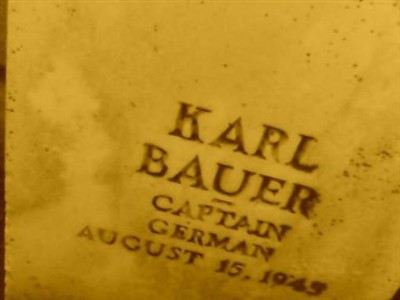 KARL
BAUER
CAPTAIN
GERMAN
AUGUST 15, 1945